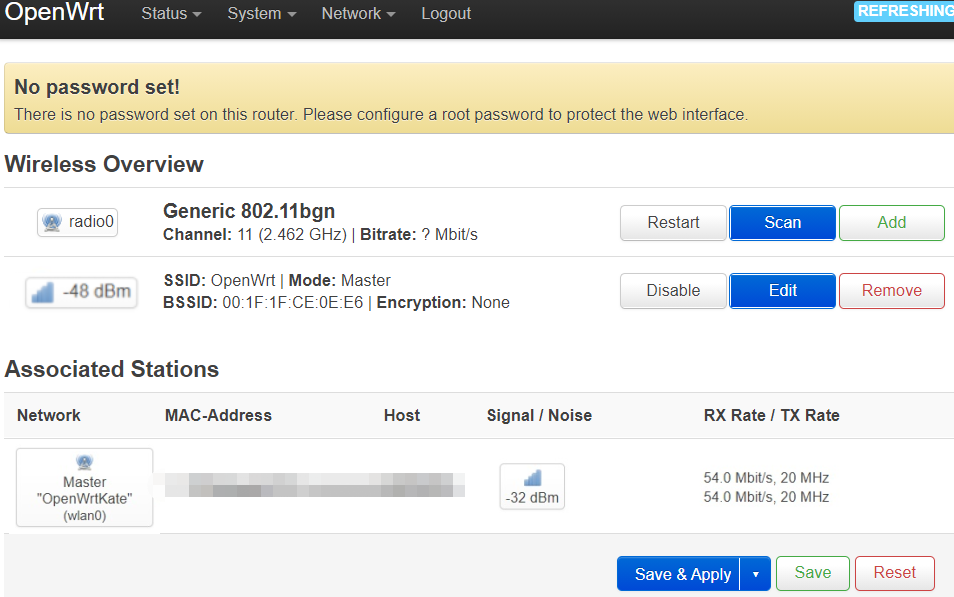 OpenWrt Status System Network Logout REFRESHING
No password set!
There is no password set on this router. Please configure a root password to protect the web interface.
Wireless Overview
radio0
Generic 802.11bgn
Channel: 11 (2.462 GHz) | Bitrate: ? Mbit/s
Restart Scan Add
-48 dBm
SSID: OpenWrt | Mode: Master
BSSID: 00:1F:1F:CE:0E:E6 | Encryption: None
Disable Edit Remove
Associated Stations
Network MAC-Address Host Signal / Noise RX Rate / TX Rate
Master
"OpenWrtKate"
(wlan0)
-32 dBm
54.0 Mbit/s, 20 MHz
54.0 Mbit/s, 20 MHz
Save & Apply Save Reset